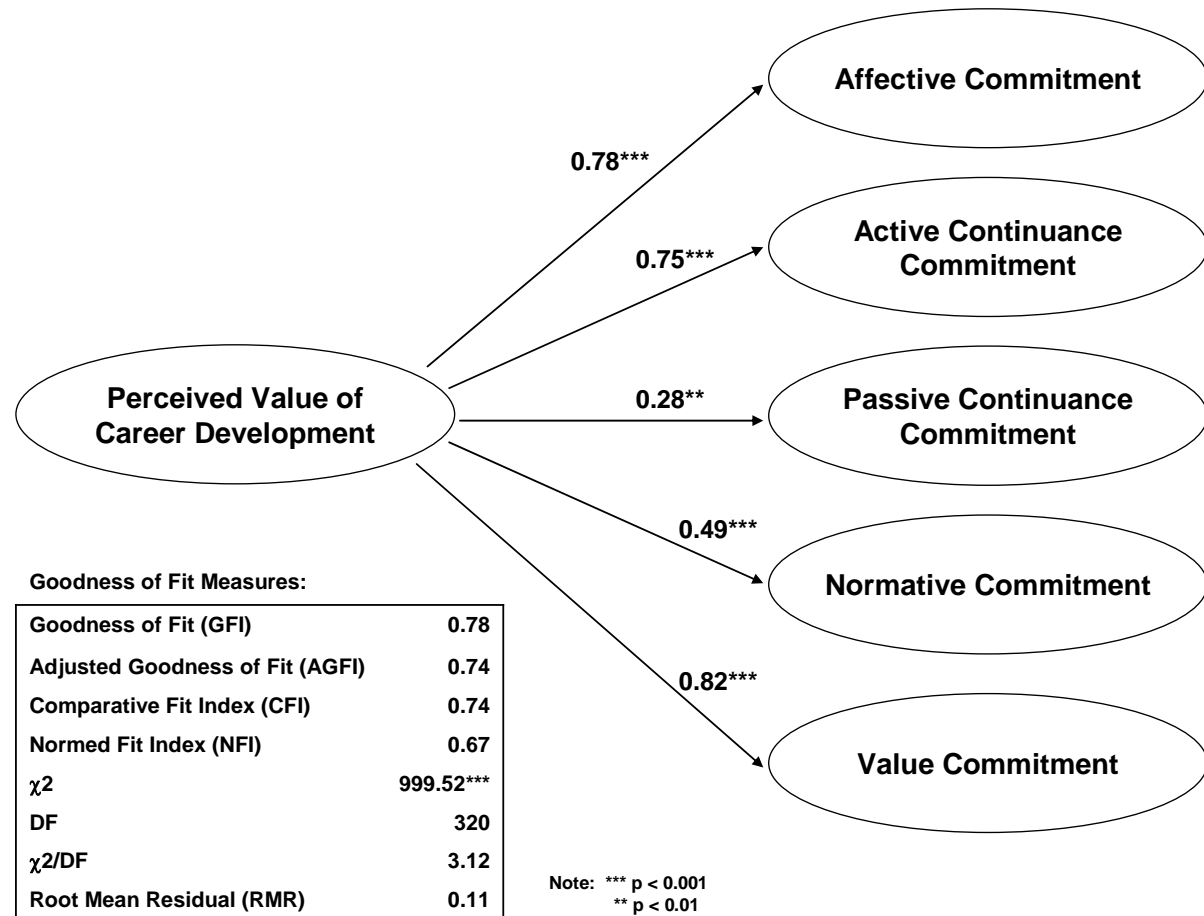 Affective Commitment
0.78***
Active Continuance
Commitment
0.75***
Perceived Value of
Career Development
0.28**
Passive Continuance
Commitment
0.49***
Normative Commitment
0.82***
Value Commitment
Goodness of Fit Measures:
Goodness of Fit (GFI) 0.78
Adjusted Goodness of Fit (AGFI) 0.74
Comparative Fit Index (CFI) 0.74
Normed Fit Index (NFI) 0.67
χ2 999.52***
DF 320
χ2/DF 3.12
Root Mean Residual (RMR) 0.11
Note: *** p < 0.001
** p < 0.01